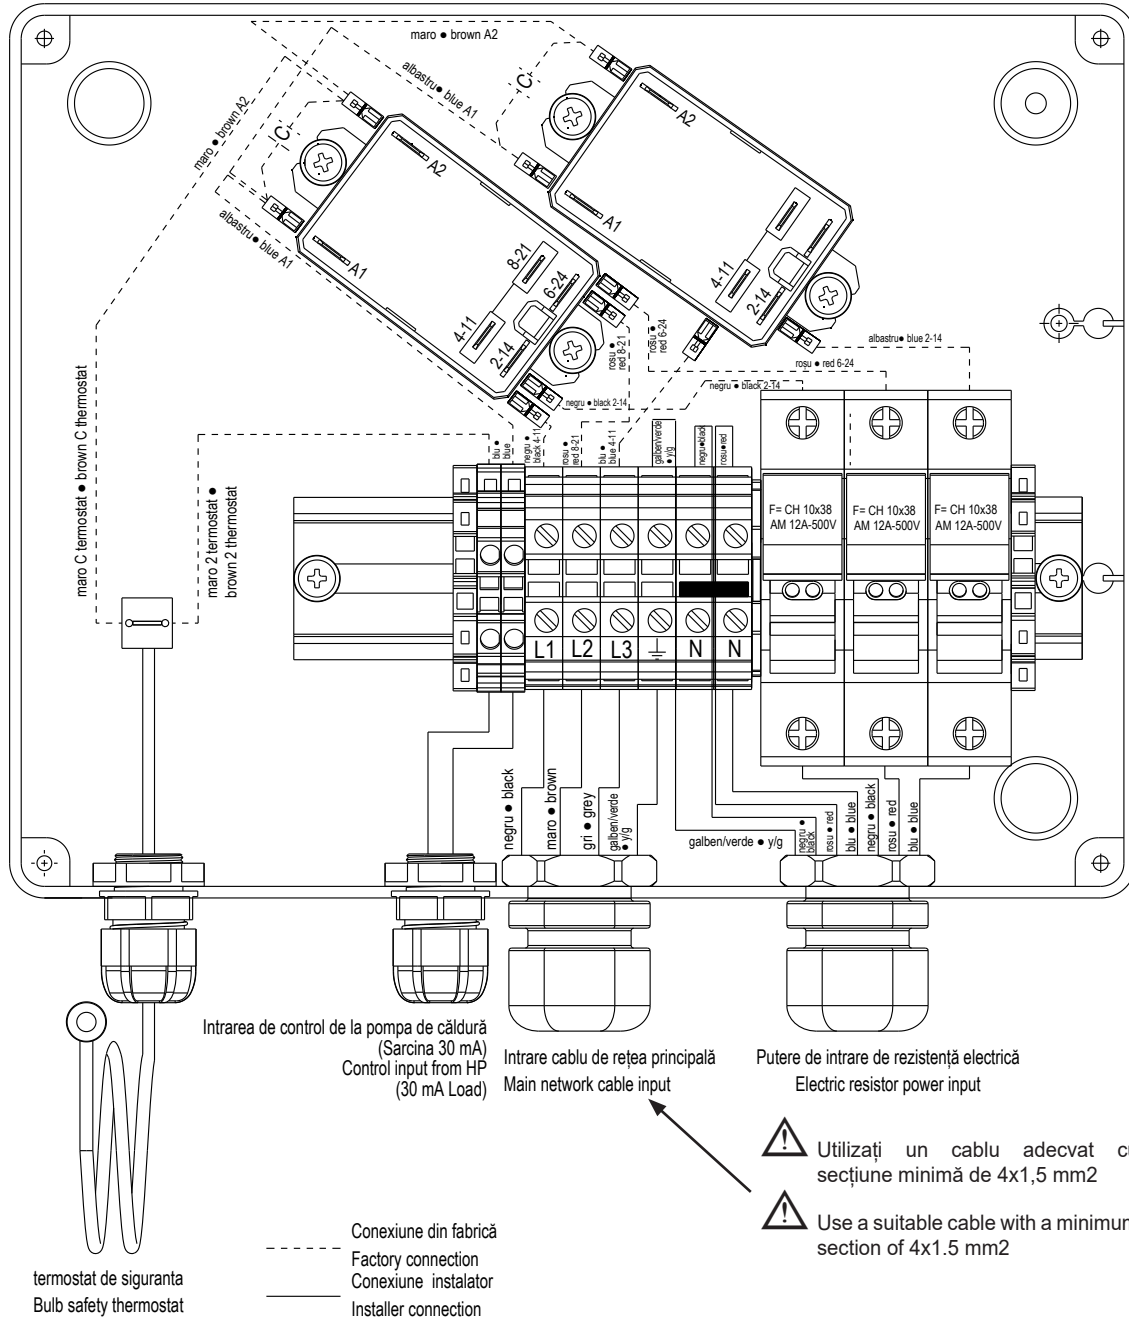 maro ● brown A2
albastru● blue A1
maro ● brown A2
albastru● blue A1
C
C
A2
A1
4-11
2-14
A2
A1
8-21
6-24
4-11
2-14
rosu ●
red 8-21
rosu ●
red 6-24
albastru● blue 2-14
roșu ● red 6-24
negru ● black 2-14
negru ● black 2-14
maro C termostat ● brown C thermostat
maro 2 termostat ●
brown 2 thermostat
blu ●
blue
negru ●
black 4-11
rosu ●
red 8-21
blu ●
blue 4-11
galben/verde
● y/g
negru●black
rosu●red
F= CH 10x38
AM 12A-500V
F= CH 10x38
AM 12A-500V
F= CH 10x38
AM 12A-500V
L1
L2
L3
N
N
negru ● black
maro ● brown
gri ● grey
galben/verde
● y/g
galben/verde ● y/g
negru ●
black
rosu ● red
blu ● blue
negru ● black
rosu ● red
blu ● blue
Intrarea de control de la pompa de căldură
(Sarcina 30 mA)
Control input from HP
(30 mA Load)
Intrare cablu de rețea principală
Main network cable input
Putere de intrare de rezistență electrică
Electric resistor power input
Utilizați un cablu adecvat cu
secțiune minimă de 4x1,5 mm2
Use a suitable cable with a minimum
section of 4x1.5 mm2
Conexiune din fabrică
Factory connection
Conexiune instalator
Installer connection
termostat de siguranta
Bulb safety thermostat